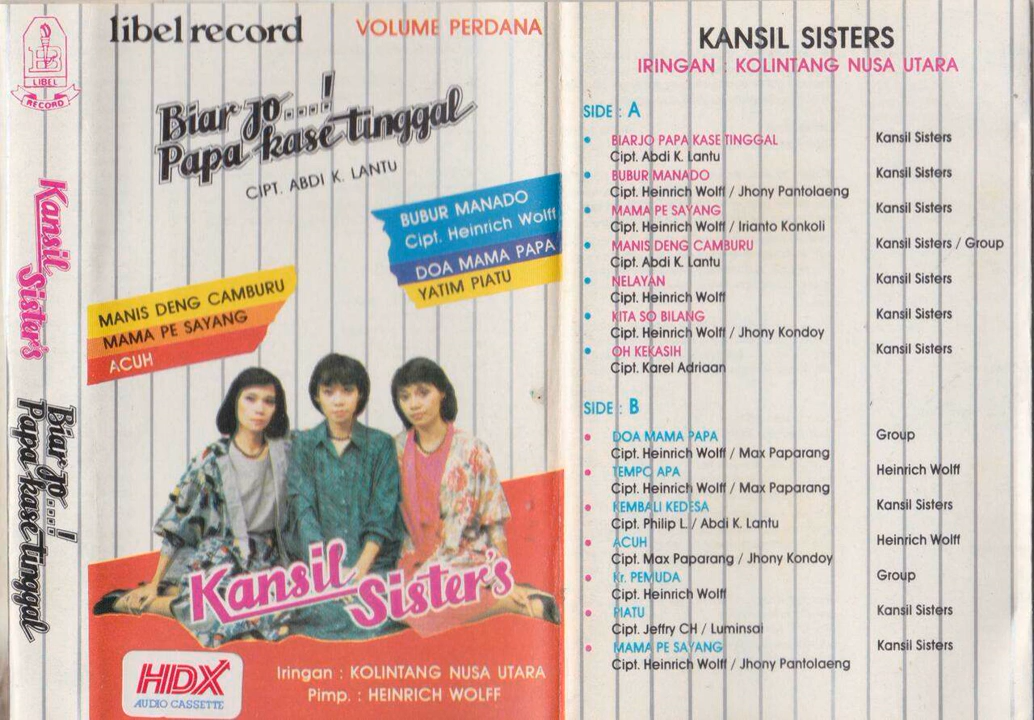 LIBEL
RECORD
Kansil Sister's
Biar jo....!
Papa kase tinggal
libel record
VOLUME PERDANA
Biar jo...!
Papa kase tinggal
CIPT. ABDI K. LANTU
BUBUR MANADO
Cipt. Heinrich Wolff
DOA MAMA PAPA
YATIM PIATU
MANIS DENG CAMBURU
MAMA PE SAYANG
ACUH
Kansil Sister's
HDX
AUDIO CASSETTE
Iringan : KOLINTANG NUSA UTARA
Pimp. : HEINRICH WOLFF
KANSIL SISTERS
IRINGAN : KOLINTANG NUSA UTARA
SIDE : A
BIARJO PAPA KASE TINGGAL Kansil Sisters
Cipt. Abdi K. Lantu
BUBUR MANADO Kansil Sisters
Cipt. Heinrich Wolff / Jhony Pantolaeng
MAMA PE SAYANG Kansil Sisters
Cipt. Heinrich Wolff / Irianto Konkoli
MANIS DENG CAMBURU Kansil Sisters / Group
Cipt. Abdi K. Lantu
NELAYAN Kansil Sisters
Cipt. Heinrich Wolff
KITA SO BILANG Kansil Sisters
Cipt. Heinrich Wolff / Jhony Kondoy
OH KEKASIH Kansil Sisters
Cipt. Karel Adriaan
SIDE : B
DOA MAMA PAPA Group
Cipt. Heinrich Wolff / Max Paparang
TEMPO APA Heinrich Wolff
Cipt. Heinrich Wolff / Max Paparang
KEMBALI KEDESA Kansil Sisters
Cipt. Philip L. / Abdi K. Lantu
ACUH Heinrich Wolff
Cipt. Max Paparang / Jhony Kondoy
Kr. PEMUDA Group
Cipt. Heinrich Wolff
PIATU Kansil Sisters
Cipt. Jeffry CH / Luminsai
MAMA PE SAYANG Kansil Sisters
Cipt. Heinrich Wolff / Jhony Pantolaeng